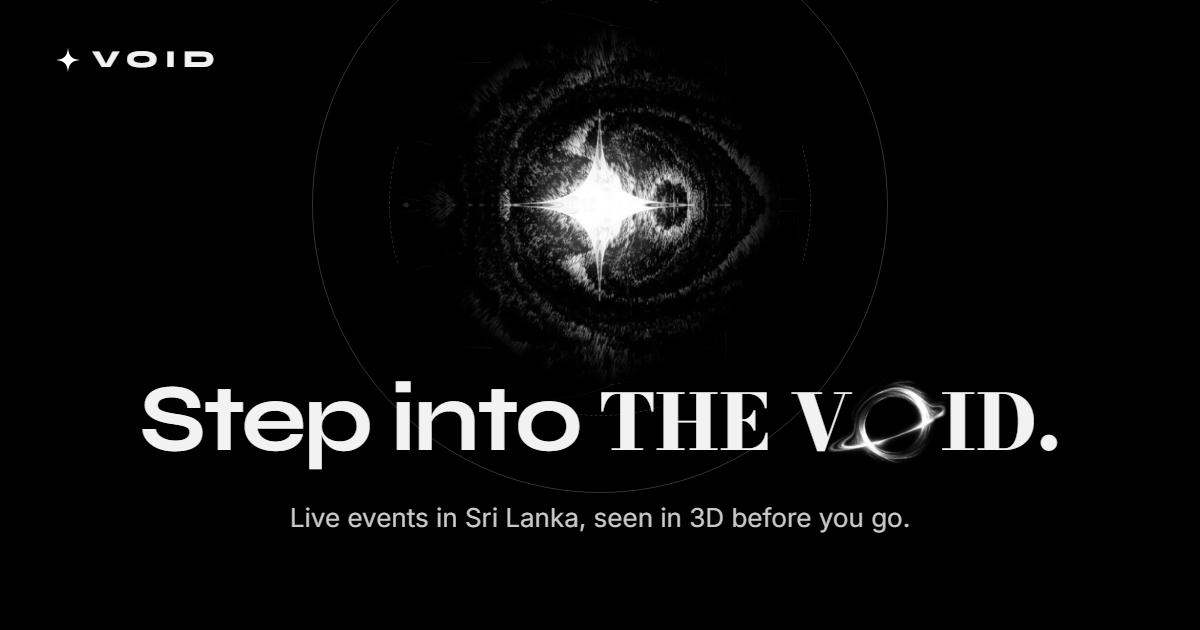 VOID
Step into THE VOID.
Live events in Sri Lanka, seen in 3D before you go.